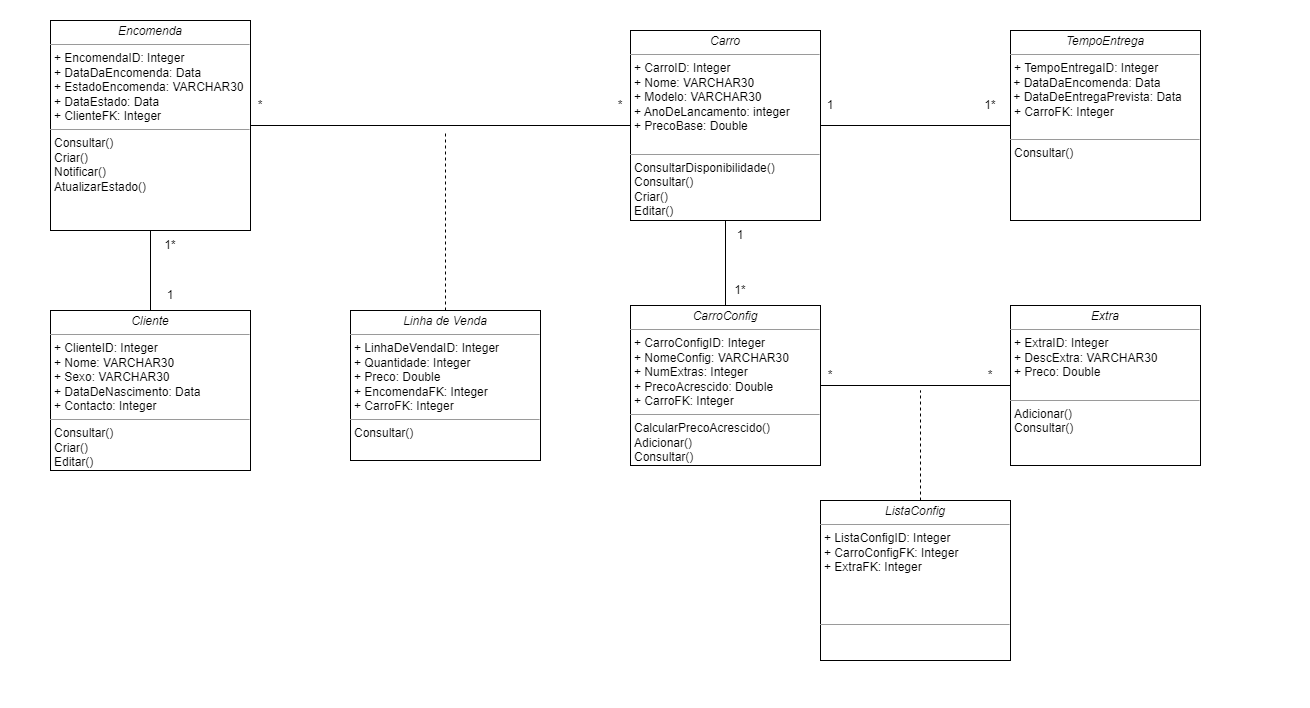 Encomenda
+ EncomendaID: Integer
+ DataDaEncomenda: Data
+ EstadoEncomenda: VARCHAR30
+ DataEstado: Data
+ ClienteFK: Integer
Consultar()
Criar()
Notificar()
AtualizarEstado()
*
*
Carro
+ CarroID: Integer
+ Nome: VARCHAR30
+ Modelo: VARCHAR30
+ AnoDeLancamento: integer
+ PrecoBase: Double
ConsultarDisponibilidade()
Consultar()
Criar()
Editar()
1
1*
TempoEntrega
+ TempoEntregaID: Integer
+ DataDaEncomenda: Data
+ DataDeEntregaPrevista: Data
+ CarroFK: Integer
Consultar()
1*
1
1
1*
Cliente
+ ClienteID: Integer
+ Nome: VARCHAR30
+ Sexo: VARCHAR30
+ DataDeNascimento: Data
+ Contacto: Integer
Consultar()
Criar()
Editar()
Linha de Venda
+ LinhaDeVendaID: Integer
+ Quantidade: Integer
+ Preco: Double
+ EncomendaFK: Integer
+ CarroFK: Integer
Consultar()
CarroConfig
+ CarroConfigID: Integer
+ NomeConfig: VARCHAR30
+ NumExtras: Integer
+ PrecoAcrescido: Double
+ CarroFK: Integer
CalcularPrecoAcrescido()
Adicionar()
Consultar()
*
*
Extra
+ ExtraID: Integer
+ DescExtra: VARCHAR30
+ Preco: Double
Adicionar()
Consultar()
ListaConfig
+ ListaConfigID: Integer
+ CarroConfigFK: Integer
+ ExtraFK: Integer